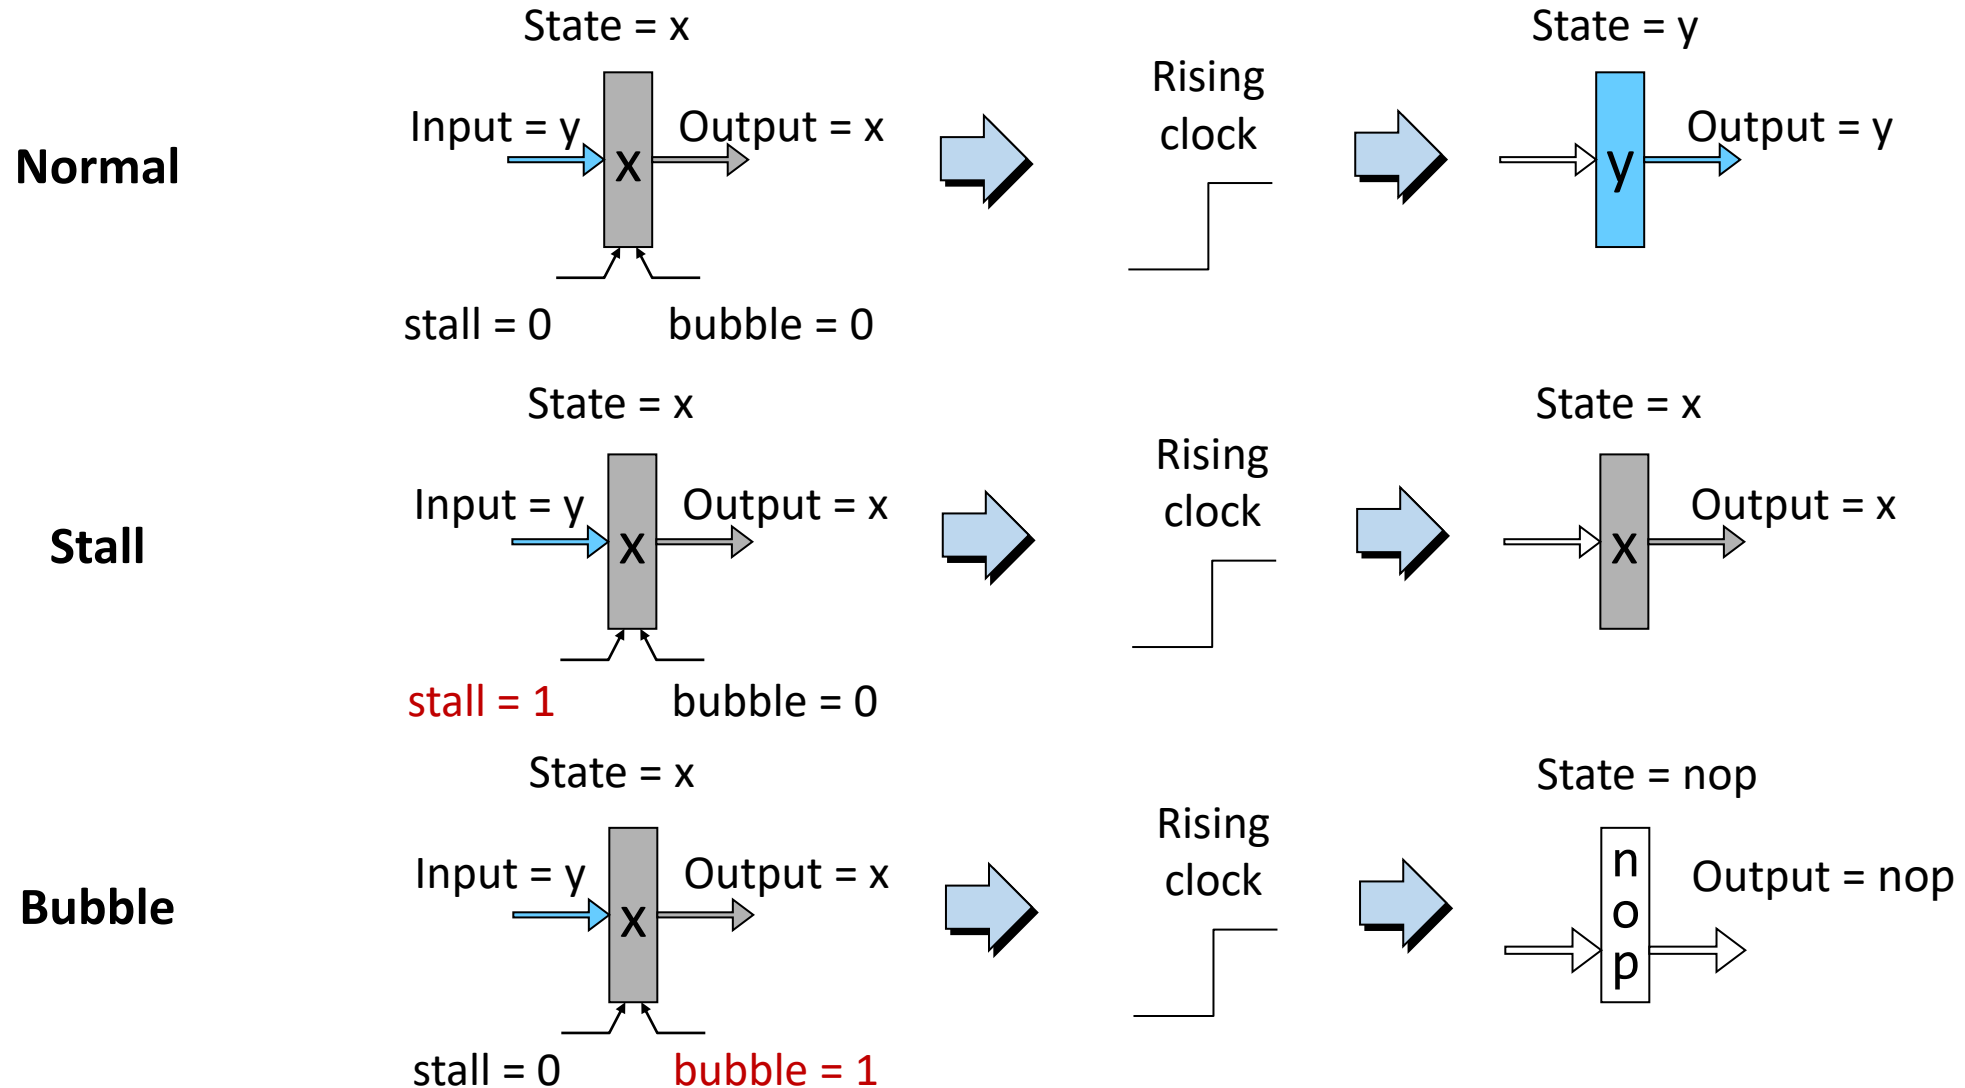 State = x
State = y
Normal
Input = y
x
Output = x
Rising
clock
y
Output = y
stall = 0
bubble = 0
State = x
State = x
Stall
Input = y
x
Output = x
Rising
clock
x
Output = x
stall = 1
bubble = 0
State = x
State = nop
Bubble
Input = y
x
Output = x
Rising
clock
n
o
p
Output = nop
stall = 0
bubble = 1